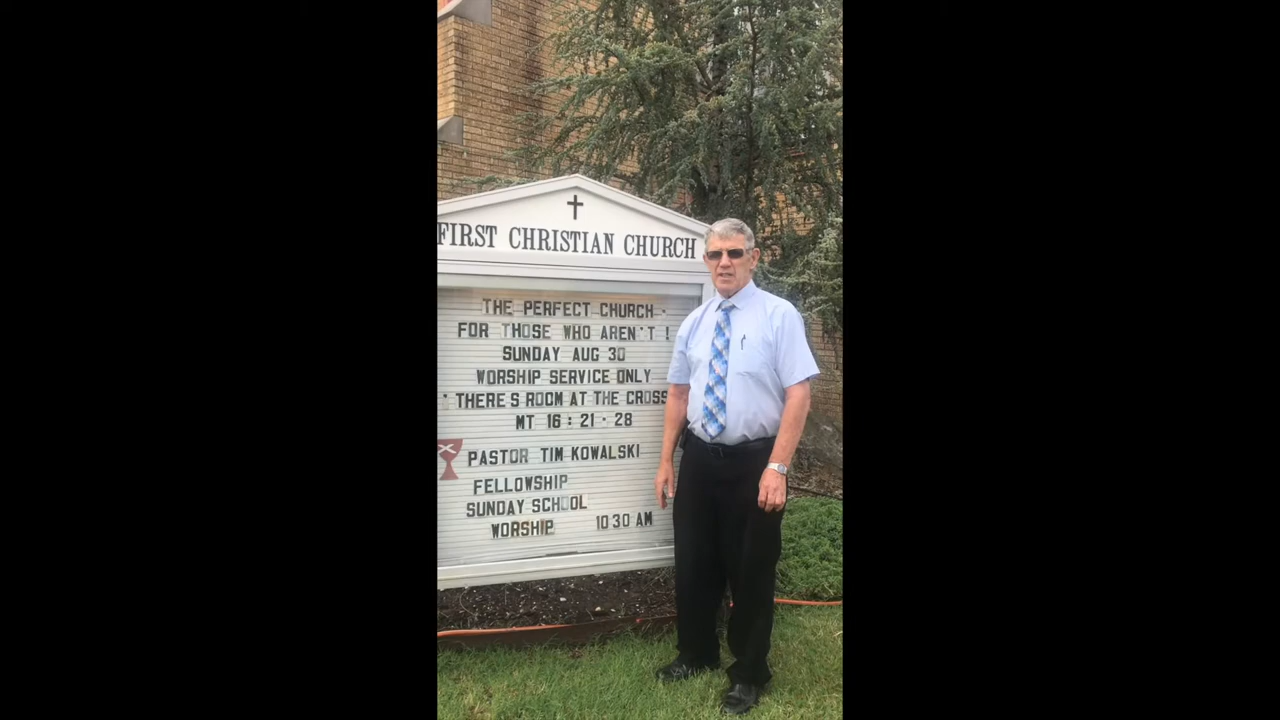 FIRST CHRISTIAN CHURCH
THE PERFECT CHURCH -
FOR THOSE WHO AREN'T !
SUNDAY AUG 30
WORSHIP SERVICE ONLY
' THERE'S ROOM AT THE CROSS
MT 16 : 21 - 28
PASTOR TIM KOWALSKI
FELLOWSHIP
SUNDAY SCHOOL
WORSHIP 10 30 AM